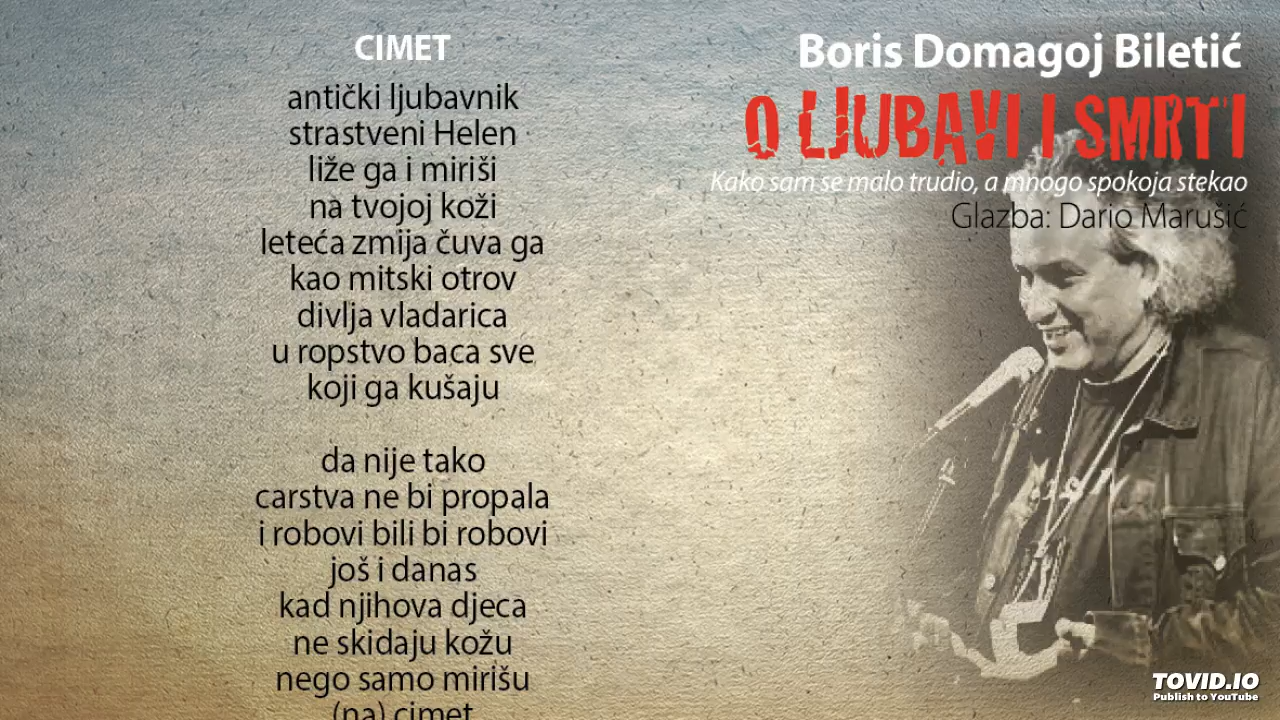 CIMET
antički ljubavnik
strastveni Helen
liže ga i miriši
na tvojoj koži
leteća zmija čuva ga
kao mitski otrov
divlja vladarica
u ropstvo baca sve
koji ga kušaju
da nije tako
carstva ne bi propala
i robovi bili bi robovi
još i danas
kad njihova djeca
ne skidaju kožu
nego samo mirišu
(na) cimet
Boris Domagoj Biletić
O LJUBAVI I SMRTI
Kako sam se malo trudio, a mnogo spokoja stekao
Glazba: Dario Marušić
TOVID.IO
Publish to YouTube